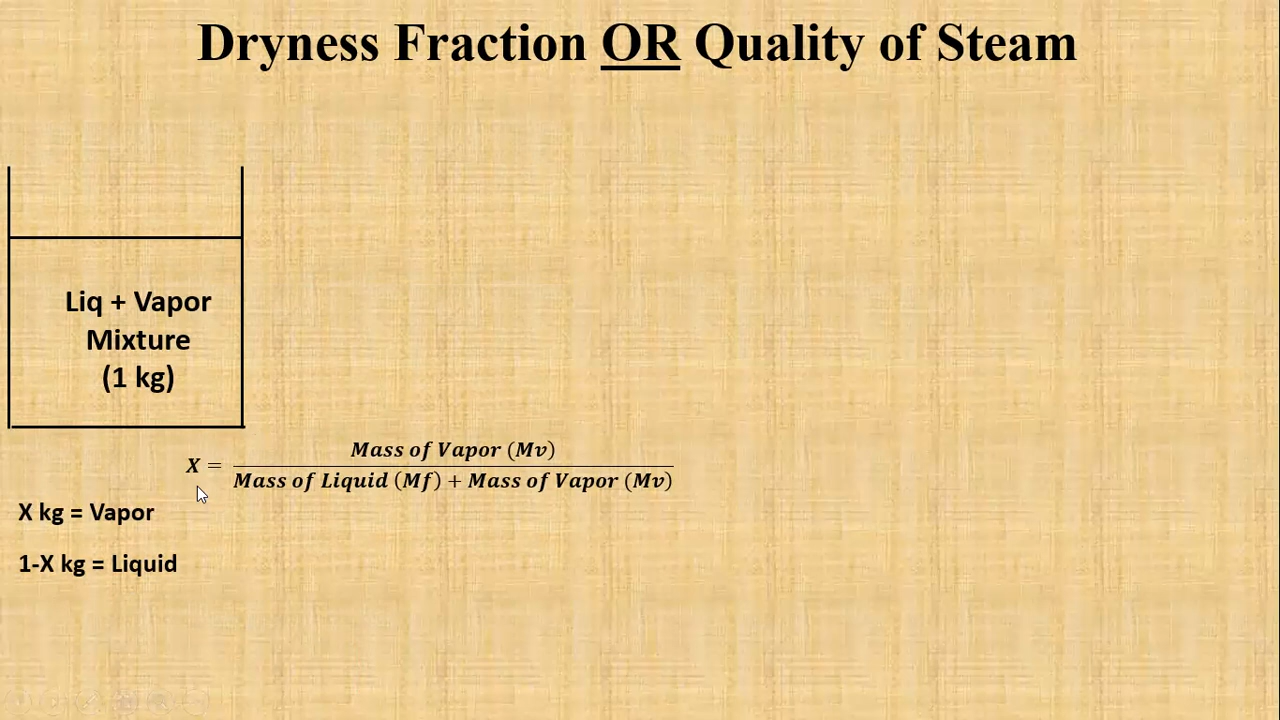 Dryness Fraction OR Quality of Steam
Liq + Vapor
Mixture
(1 kg)
X = Mass of Vapor (Mv) / Mass of Liquid (Mf) + Mass of Vapor (Mv)
X kg = Vapor
1-X kg = Liquid